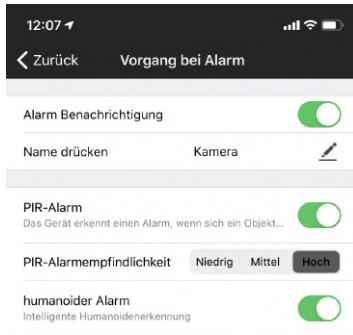 12:07
Zurück Vorgang bei Alarm
Alarm Benachrichtigung
Name drücken Kamera
PIR-Alarm
Das Gerät erkennt einen Alarm, wenn sich ein Objekt...
PIR-Alarmempfindlichkeit Niedrig Mittel Hoch
humanoider Alarm
Intelligente Humanoidenerkennung